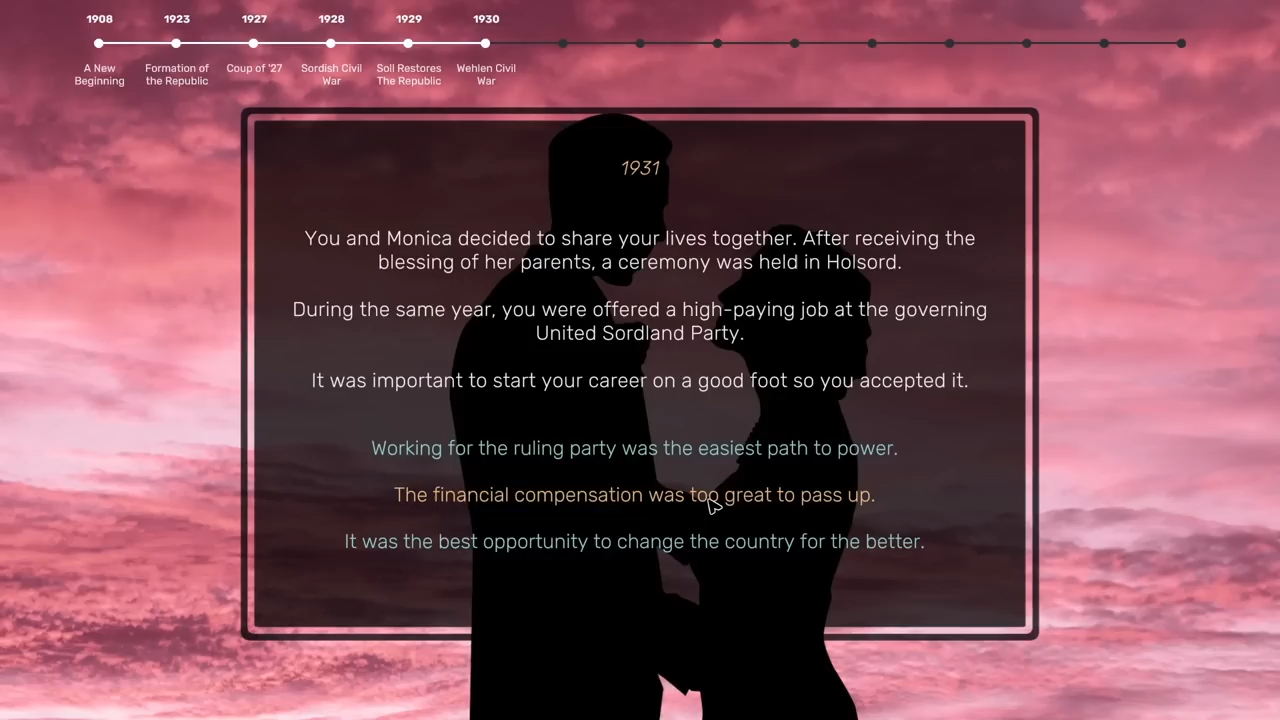 1908
1923
1927
1928
1929
1930
A New
Beginning
Formation of
the Republic
Coup of '27
Sordish Civil
War
Soll Restores
The Republic
Wehlen Civil
War
1931
You and Monica decided to share your lives together. After receiving the
blessing of her parents, a ceremony was held in Holsord.
During the same year, you were offered a high-paying job at the governing
United Sordland Party.
It was important to start your career on a good foot so you accepted it.
Working for the ruling party was the easiest path to power.
The financial compensation was too great to pass up.
It was the best opportunity to change the country for the better.